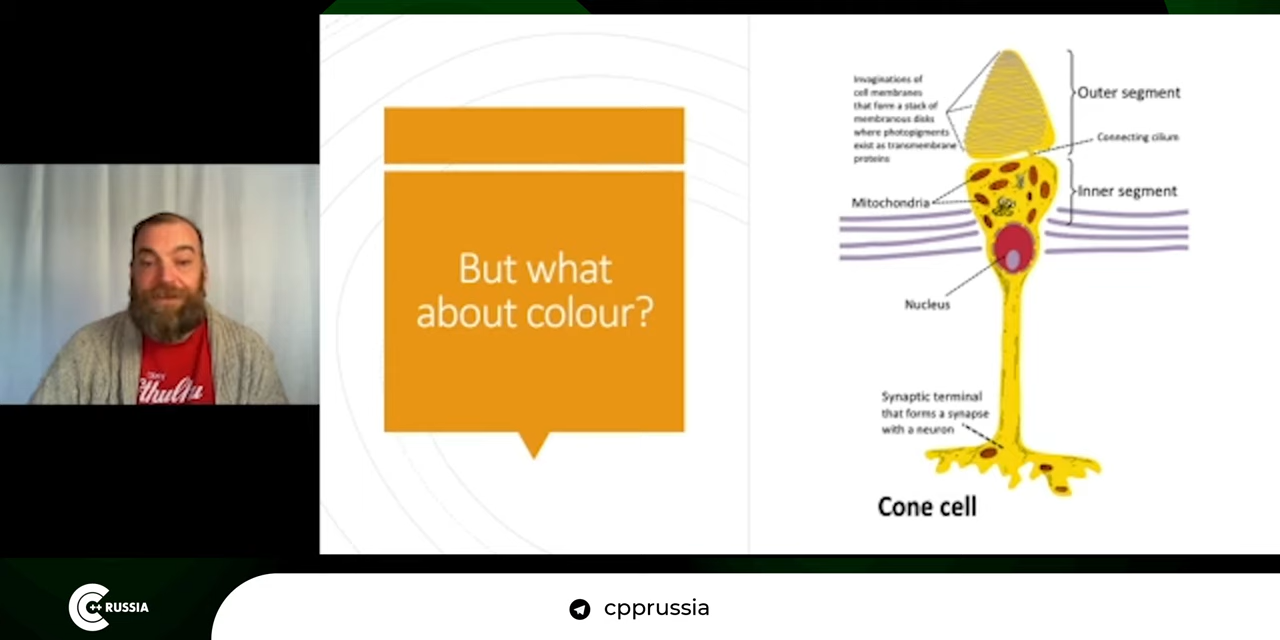 But what
about colour?
Invaginations of
cell membranes
that form a stack of
membranous disks
where photopigments
exist as transmembrane
proteins
Outer segment
Connecting cilium
Mitochondria
Inner segment
Nucleus
Synaptic terminal
that forms a synapse
with a neuron
Cone cell
C++ RUSSIA
cpprussia